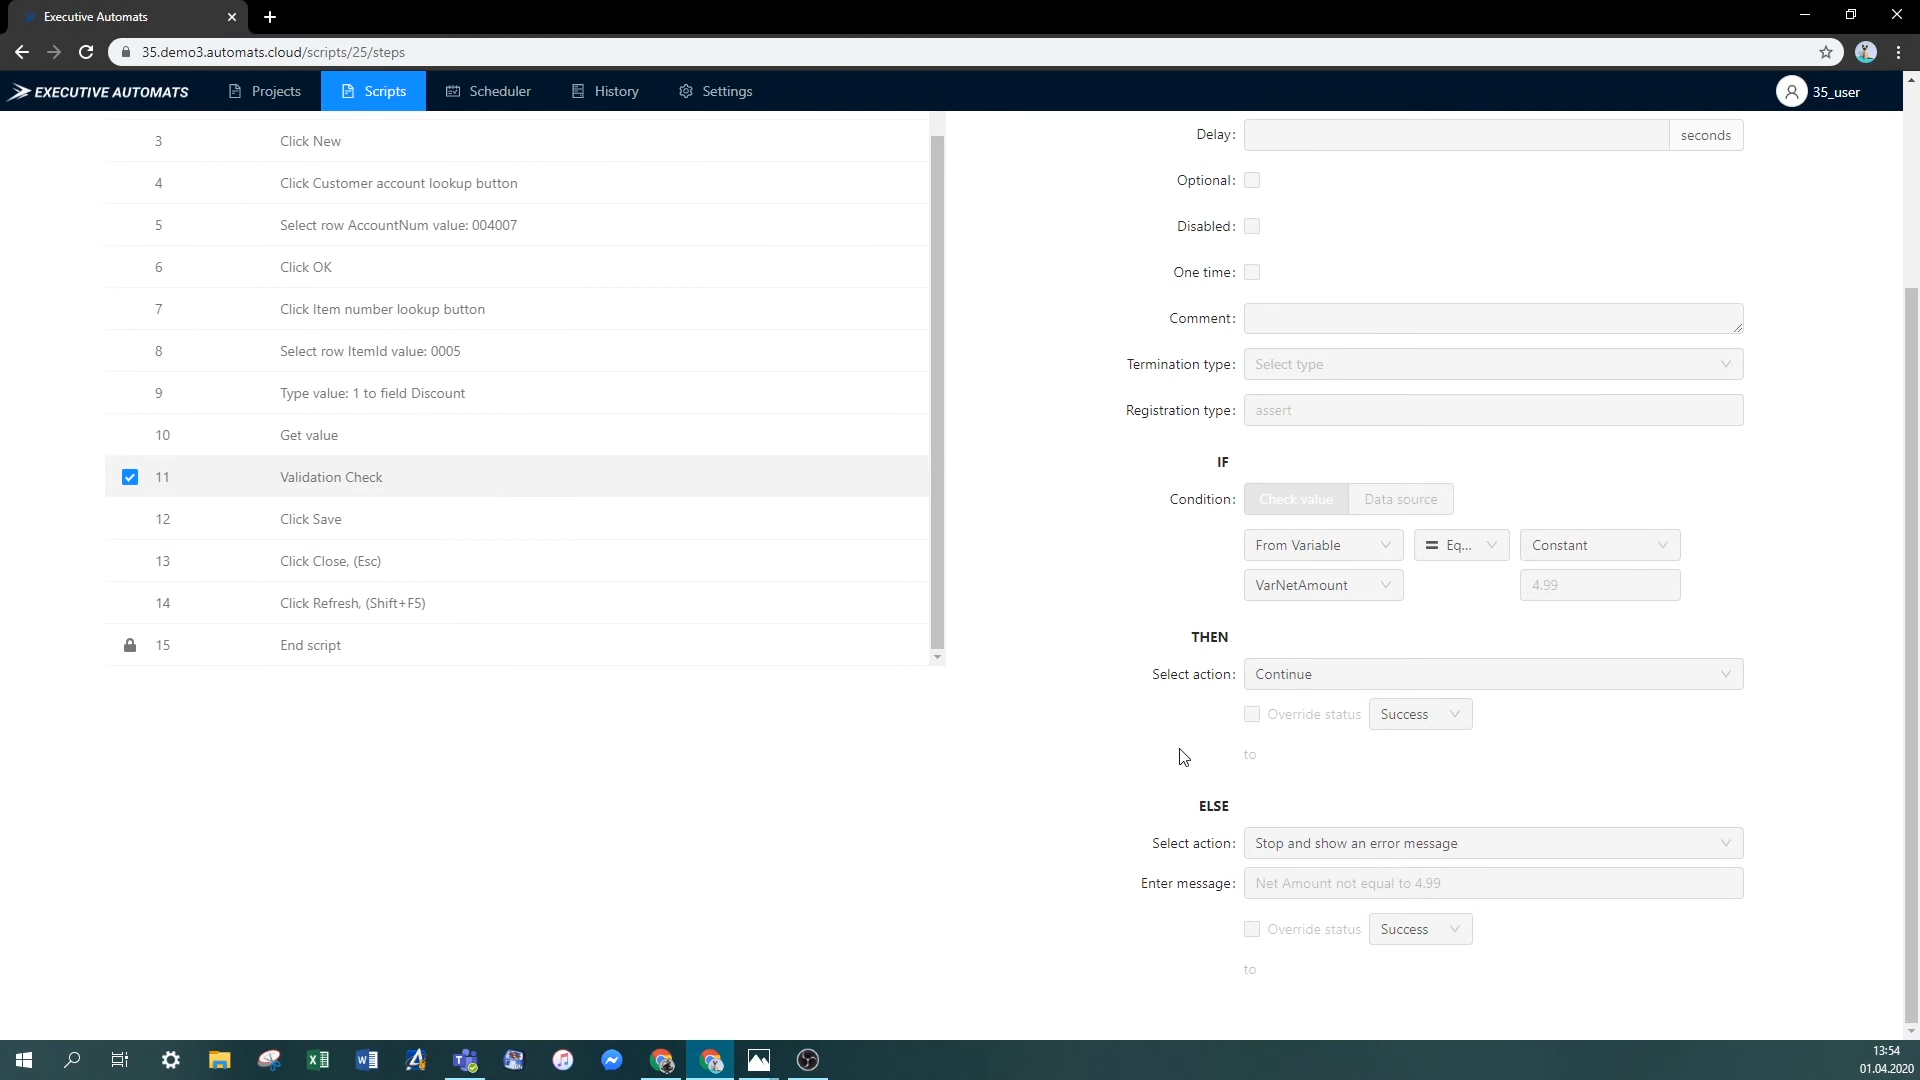 Executive Automats
35.demo3.automats.cloud/scripts/25/steps
EXECUTIVE AUTOMATS
Projects
Scripts
Scheduler
History
Settings
35_user
3 Click New
4 Click Customer account lookup button
5 Select row AccountNum value: 004007
6 Click OK
7 Click Item number lookup button
8 Select row ItemId value: 0005
9 Type value: 1 to field Discount
10 Get value
11 Validation Check
12 Click Save
13 Click Close, (Esc)
14 Click Refresh, (Shift+F5)
15 End script
Delay: seconds
Optional:
Disabled:
One time:
Comment:
Termination type: Select type
Registration type: assert
IF
Condition: Check value Data source
From Variable = Eq... Constant
VarNetAmount 4.99
THEN
Select action: Continue
Override status Success
to
ELSE
Select action: Stop and show an error message
Enter message: Net Amount not equal to 4.99
Override status Success
to
13:54
01.04.2020